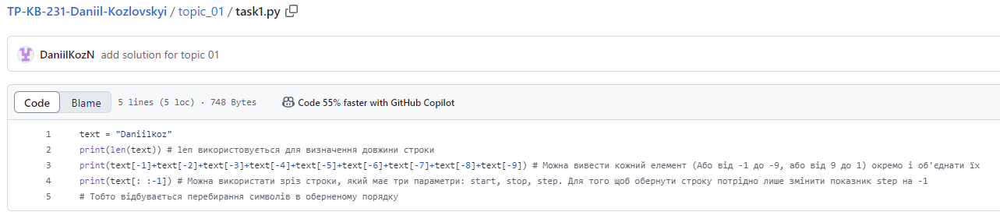 TP-KB-231-Daniil-Kozlovskyi / topic_01 / task1.py
DaniilKozN add solution for topic 01
Code Blame 5 lines (5 loc) · 748 Bytes Code 55% faster with GitHub Copilot
1 text = "Daniilkoz"
2 print(len(text)) # len використовується для визначення довжини строки
3 print(text[-1]+text[-2]+text[-3]+text[-4]+text[-5]+text[-6]+text[-7]+text[-8]+text[-9]) # Можна вивести кожний елемент (Або від -1 до -9, або від 9 до 1) окремо і об'єднати їх
4 print(text[: :-1]) # Можна використати зріз строки, який має три параметри: start, stop, step. Для того щоб обернути строку потрідно лише змінити показник step на -1
5 # Тобто відбувається перебирання символів в оберненому порядку